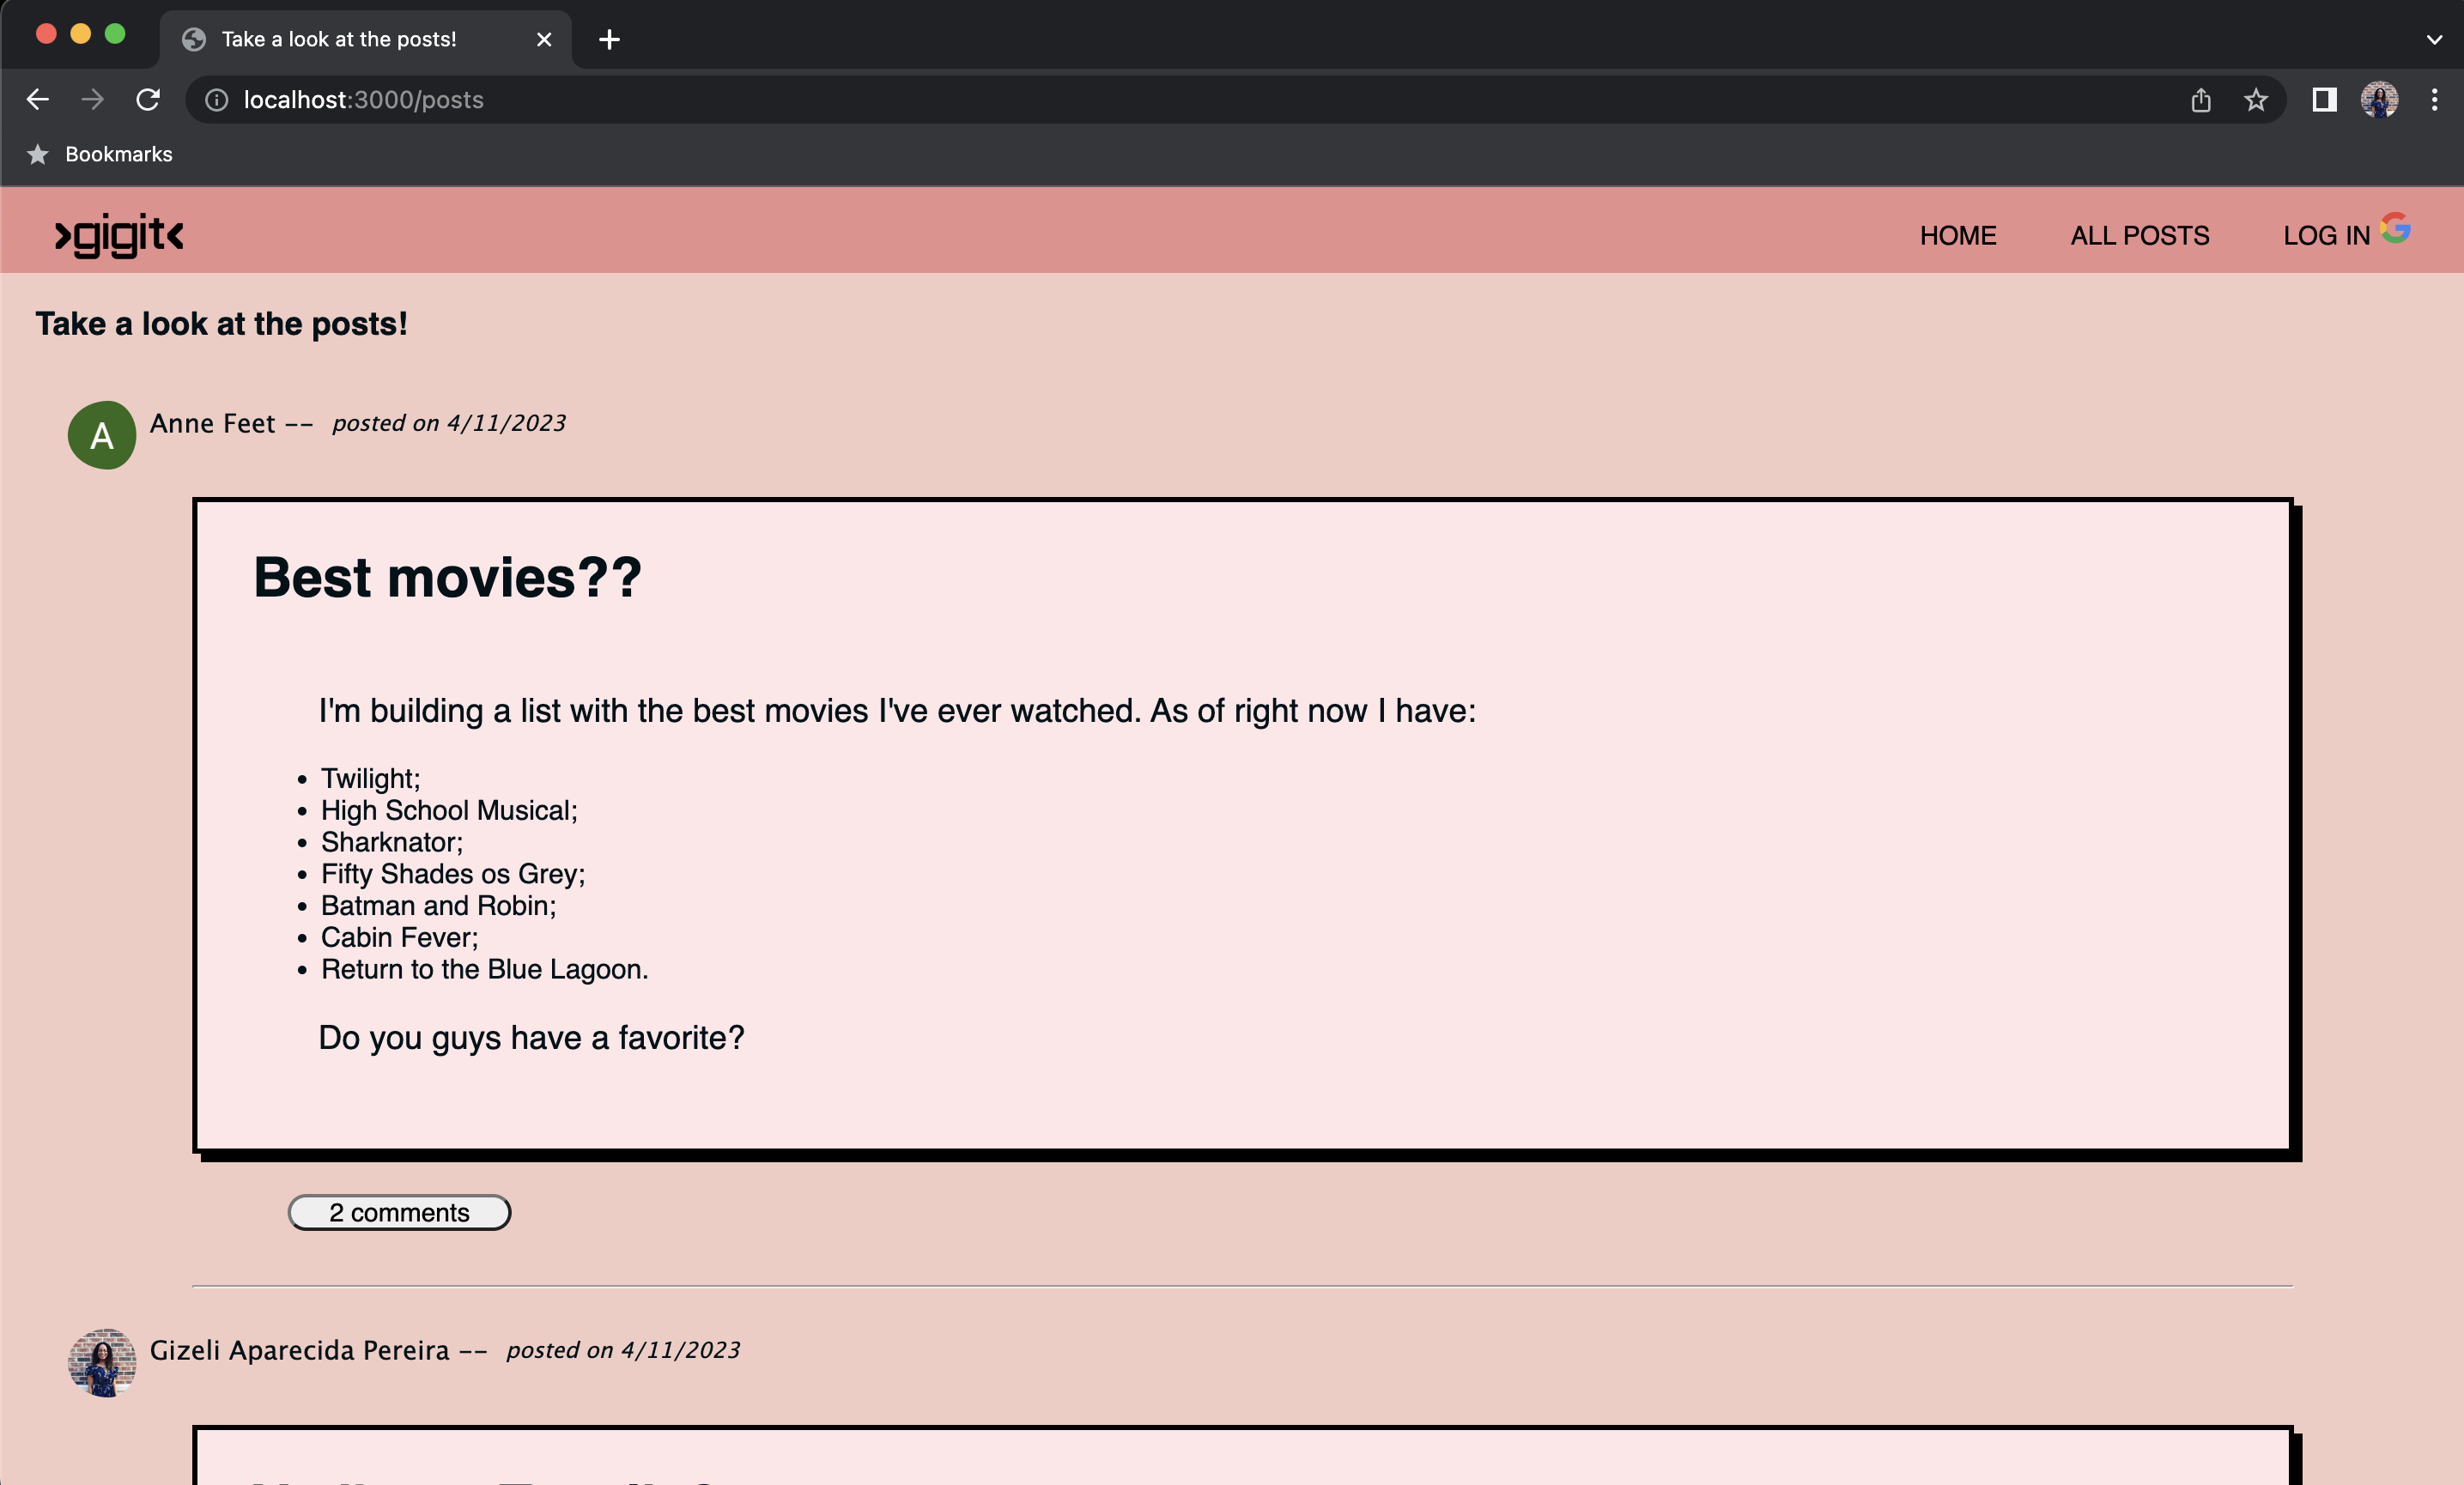 Take a look at the posts!
localhost:3000/posts
Bookmarks
>gigit<
HOME ALL POSTS LOG IN
Take a look at the posts!
A
Anne Feet -- posted on 4/11/2023
Best movies??
I'm building a list with the best movies I've ever watched. As of right now I have:
• Twilight;
• High School Musical;
• Sharknator;
• Fifty Shades os Grey;
• Batman and Robin;
• Cabin Fever;
• Return to the Blue Lagoon.
Do you guys have a favorite?
2 comments
Gizeli Aparecida Pereira -- posted on 4/11/2023